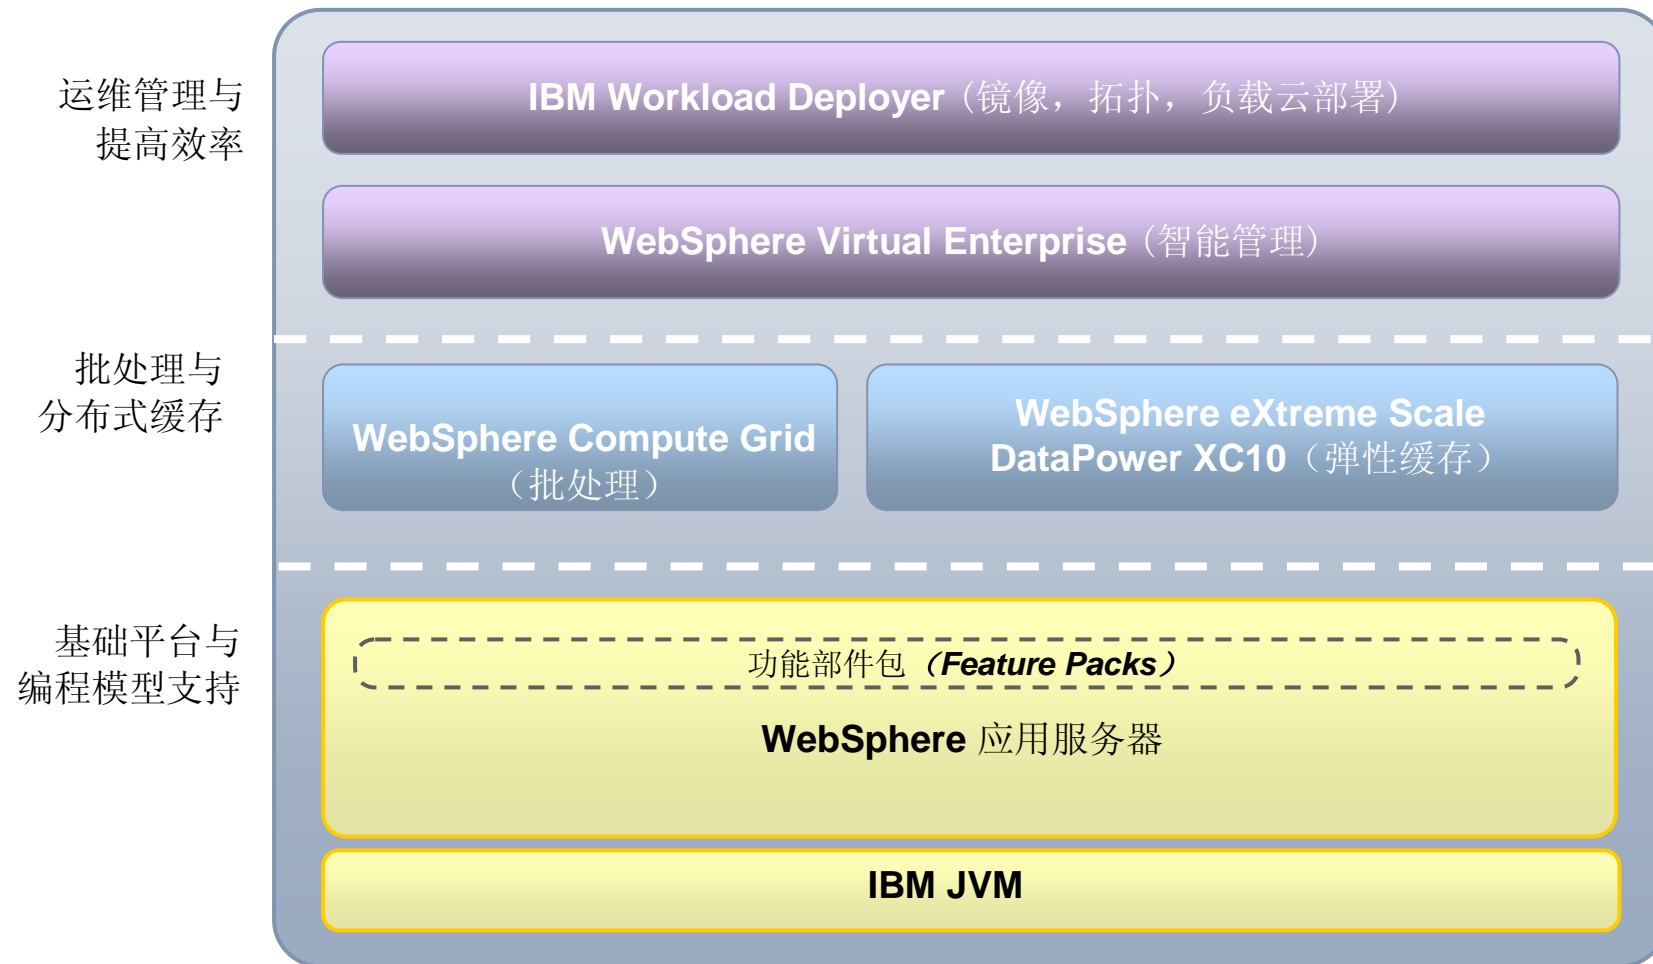 运维管理与
提高效率
IBM Workload Deployer (镜像，拓扑，负载云部署)
WebSphere Virtual Enterprise (智能管理)
批处理与
分布式缓存
WebSphere Compute Grid
（批处理）
WebSphere eXtreme Scale
DataPower XC10（弹性缓存）
基础平台与
编程模型支持
功能部件包（Feature Packs）
WebSphere 应用服务器
IBM JVM